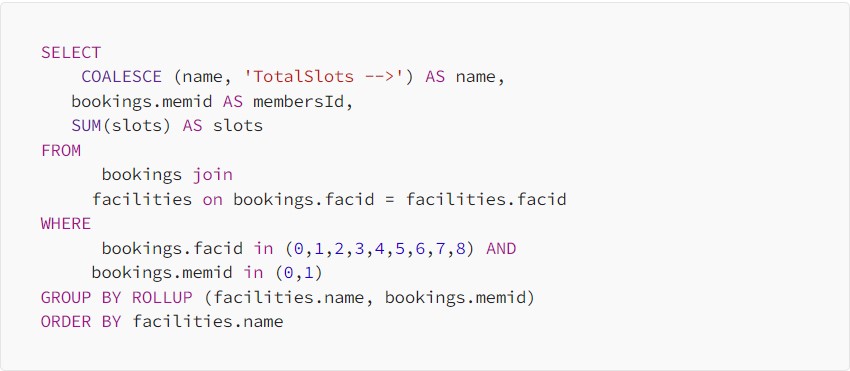 SELECT
COALESCE (name, 'TotalSlots -->') AS name,
bookings.memid AS membersId,
SUM(slots) AS slots
FROM
bookings join
facilities on bookings.facid = facilities.facid
WHERE
bookings.facid in (0,1,2,3,4,5,6,7,8) AND
bookings.memid in (0,1)
GROUP BY ROLLUP (facilities.name, bookings.memid)
ORDER BY facilities.name